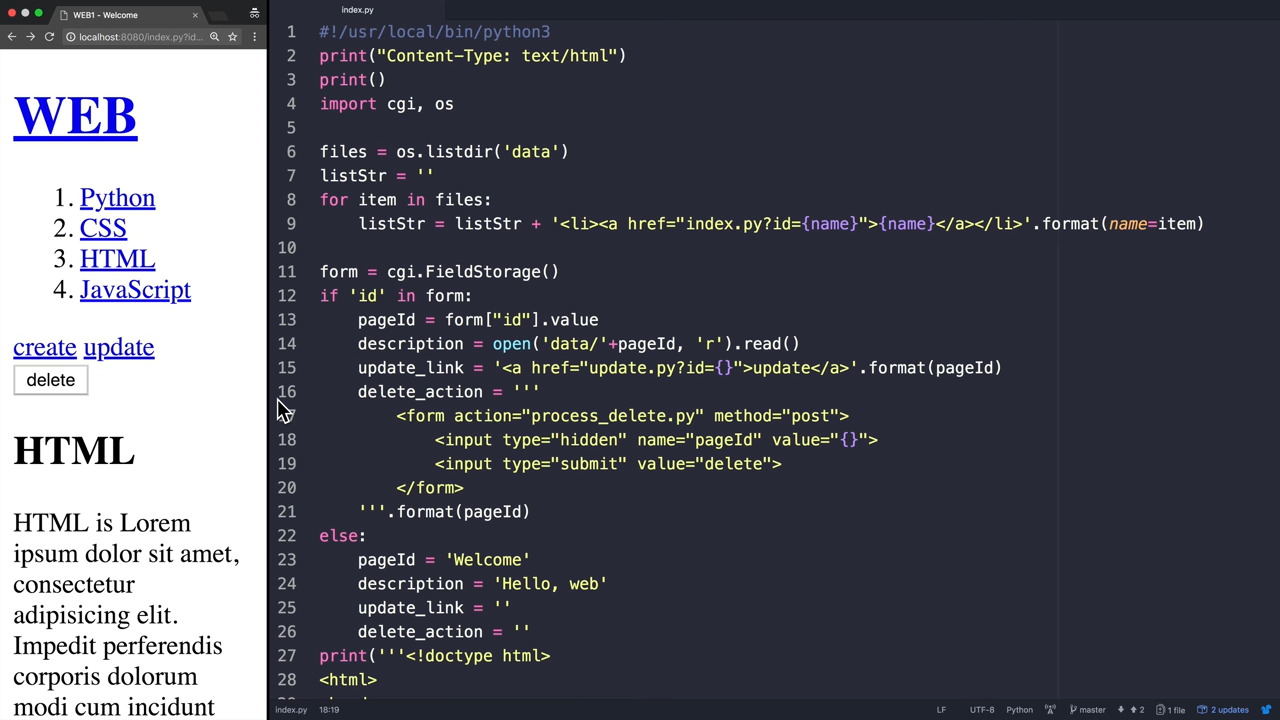 WEB1 - Welcome
localhost:8080/index.py?id...
WEB
1. Python
2. CSS
3. HTML
4. JavaScript
create update
delete
HTML
HTML is Lorem
ipsum dolor sit amet,
consectetur
adipisicing elit.
Impedit perferendis
corporis dolorum
modi cum incidunt
index.py
1 #!/usr/local/bin/python3
2 print("Content-Type: text/html")
3 print()
4 import cgi, os
5
6 files = os.listdir('data')
7 listStr = ''
8 for item in files:
9     listStr = listStr + '<li><a href="index.py?id={name}">{name}</a></li>'.format(name=item)
10
11 form = cgi.FieldStorage()
12 if 'id' in form:
13     pageId = form["id"].value
14     description = open('data/'+pageId, 'r').read()
15     update_link = '<a href="update.py?id={}">update</a>'.format(pageId)
16     delete_action = '''
7         <form action="process_delete.py" method="post">
18             <input type="hidden" name="pageId" value="{}">
19             <input type="submit" value="delete">
20         </form>
21     '''.format(pageId)
22 else:
23     pageId = 'Welcome'
24     description = 'Hello, web'
25     update_link = ''
26     delete_action = ''
27 print('''<!doctype html>
28 <html>
index.py 18:19 LF UTF-8 Python master 2 1 file 2 updates